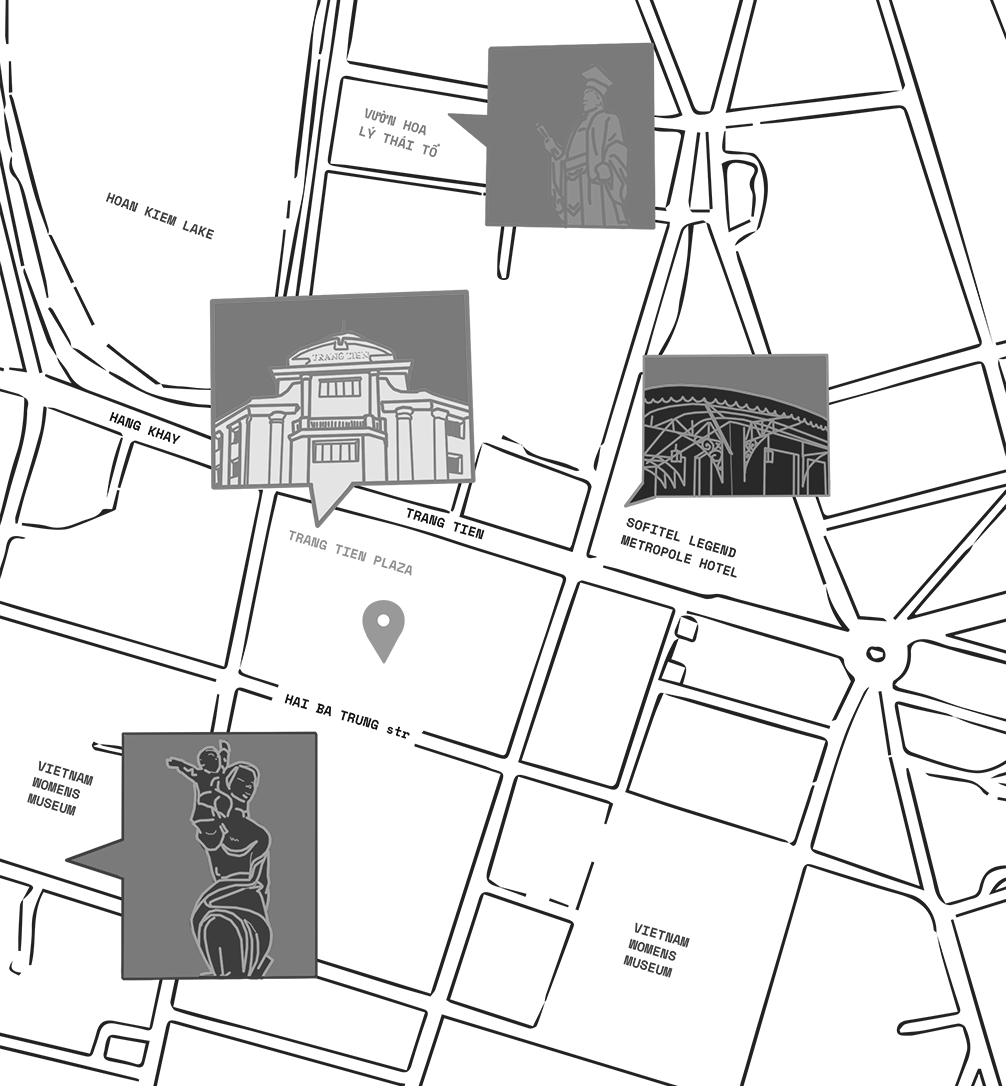 VƯỜN HOA
LÝ THÁI TỔ
HOAN KIEM LAKE
TRANG TIEN
HANG KHAY
TRANG TIEN
SOFITEL LEGEND
METROPOLE HOTEL
TRANG TIEN PLAZA
HAI BA TRUNG str
VIETNAM
WOMENS
MUSEUM
VIETNAM
WOMENS
MUSEUM